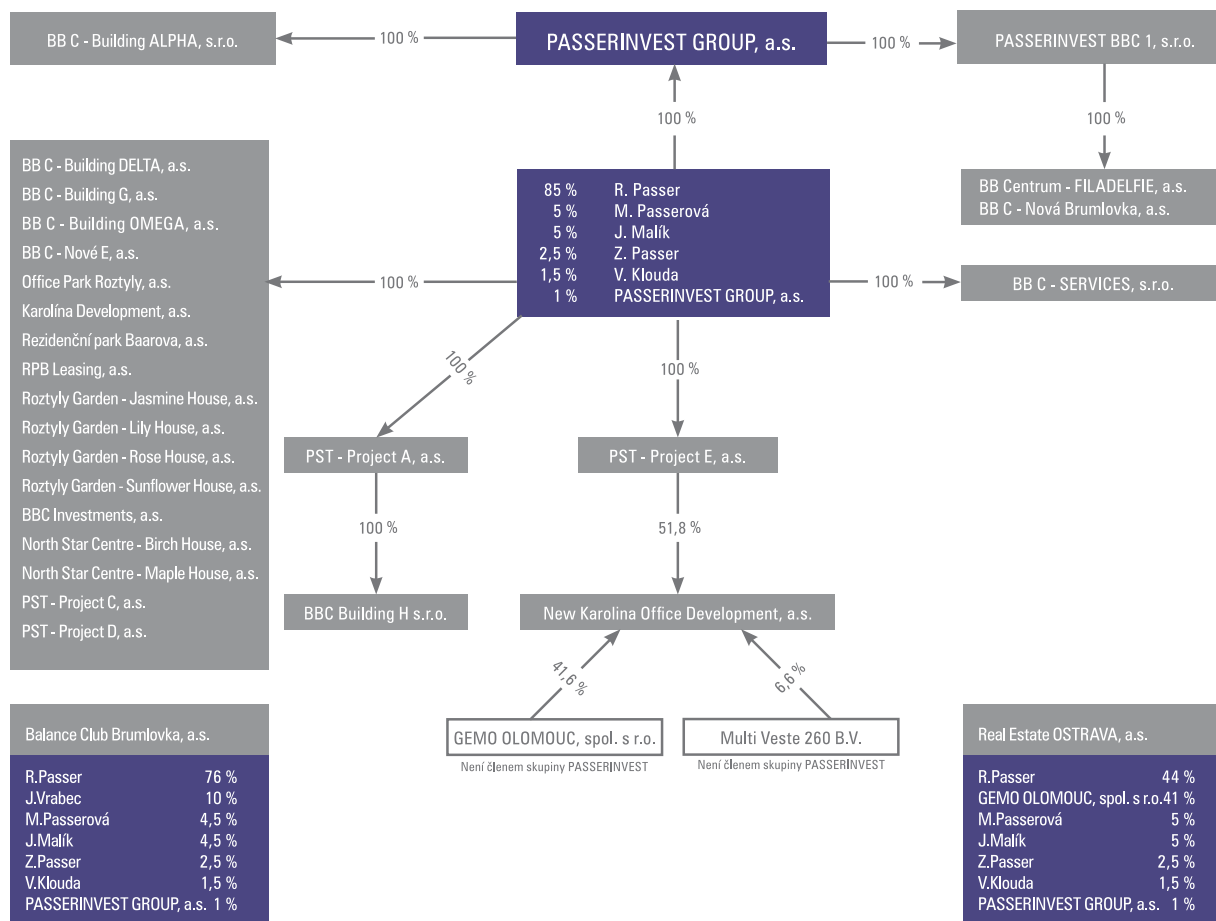 BB C - Building ALPHA, s.r.o.
100 %
PASSERINVEST GROUP, a.s.
100 %
PASSERINVEST BBC 1, s.r.o.
100 %
100 %
BB C - Building DELTA, a.s.
BB C - Building G, a.s.
BB C - Building OMEGA, a.s.
BB C - Nové E, a.s.
Office Park Roztyly, a.s.
Karolína Development, a.s.
Rezidenční park Baarova, a.s.
RPB Leasing, a.s.
Roztyly Garden - Jasmine House, a.s.
Roztyly Garden - Lily House, a.s.
Roztyly Garden - Rose House, a.s.
Roztyly Garden - Sunflower House, a.s.
BBC Investments, a.s.
North Star Centre - Birch House, a.s.
North Star Centre - Maple House, a.s.
PST - Project C, a.s.
PST - Project D, a.s.
100 %
85 % R. Passer
5 % M. Passerová
5 % J. Malík
2,5 % Z. Passer
1,5 % V. Klouda
1 % PASSERINVEST GROUP, a.s.
BB Centrum - FILADELFIE, a.s.
BB C - Nová Brumlovka, a.s.
100 %
BB C - SERVICES, s.r.o.
100 %
100 %
PST - Project A, a.s.
PST - Project E, a.s.
100 %
51,8 %
BBC Building H s.r.o.
New Karolina Office Development, a.s.
41,6 %
6,6 %
GEMO OLOMOUC, spol. s r.o.
Není členem skupiny PASSERINVEST
Multi Veste 260 B.V.
Není členem skupiny PASSERINVEST
Balance Club Brumlovka, a.s.
R.Passer 76 %
J.Vrabec 10 %
M.Passerová 4,5 %
J.Malík 4,5 %
Z.Passer 2,5 %
V.Klouda 1,5 %
PASSERINVEST GROUP, a.s. 1 %
Real Estate OSTRAVA, a.s.
R.Passer 44 %
GEMO OLOMOUC, spol. s r.o. 41 %
M.Passerová 5 %
J.Malík 5 %
Z.Passer 2,5 %
V.Klouda 1,5 %
PASSERINVEST GROUP, a.s. 1 %